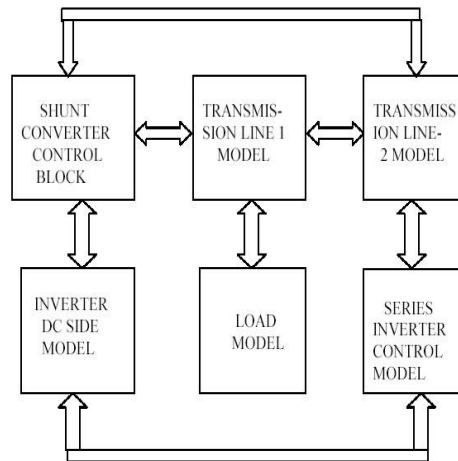 SHUNT
CONVERTER
CONTROL
BLOCK
TRANSMIS-
SSION LINE 1
MODEL
TRANSMISS
ION LINE-
2 MODEL
INVERTER
DC SIDE
MODEL
LOAD
MODEL
SERIES
INVERTER
CONTROL
MODEL